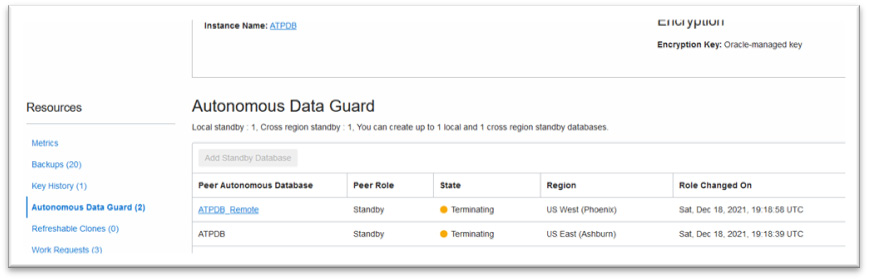 Instance Name: ATPDB
Encryption
Encryption Key: Oracle-managed key
Resources
Metrics
Backups (20)
Key History (1)
Autonomous Data Guard (2)
Refreshable Clones (0)
Work Requests (3)
Autonomous Data Guard
Local standby : 1, Cross region standby : 1, You can create up to 1 local and 1 cross region standby databases.
Add Standby Database
Peer Autonomous Database Peer Role State Region Role Changed On
ATPDB_Remote Standby Terminating US West (Phoenix) Sat, Dec 18, 2021, 19:18:58 UTC
ATPDB Standby Terminating US East (Ashburn) Sat, Dec 18, 2021, 19:18:39 UTC